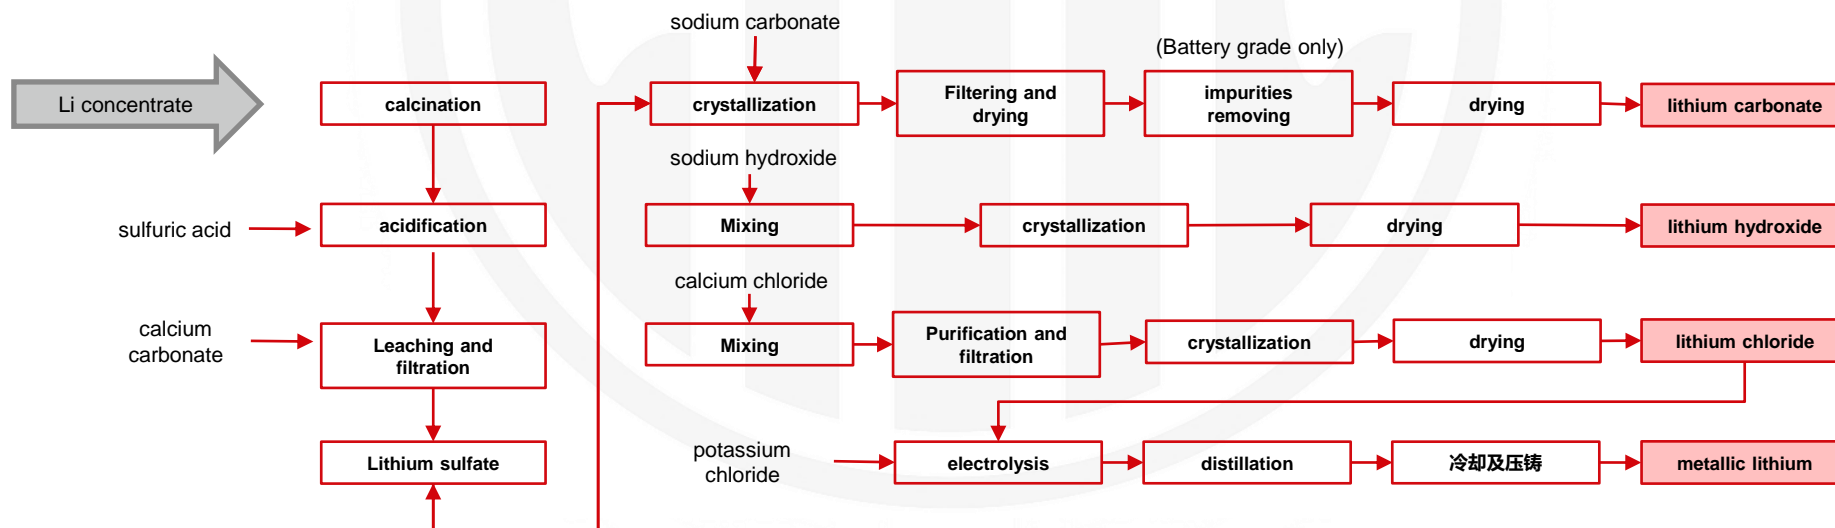 Li concentrate
calcination
sulfuric acid
acidification
calcium
carbonate
Leaching and
filtration
Lithium sulfate
sodium carbonate
crystallization
Filtering and
drying
(Battery grade only)
impurities
removing
drying
lithium carbonate
sodium hydroxide
Mixing
crystallization
drying
lithium hydroxide
calcium chloride
Mixing
Purification and
filtration
crystallization
drying
lithium chloride
potassium
chloride
electrolysis
distillation
冷却及压铸
metallic lithium